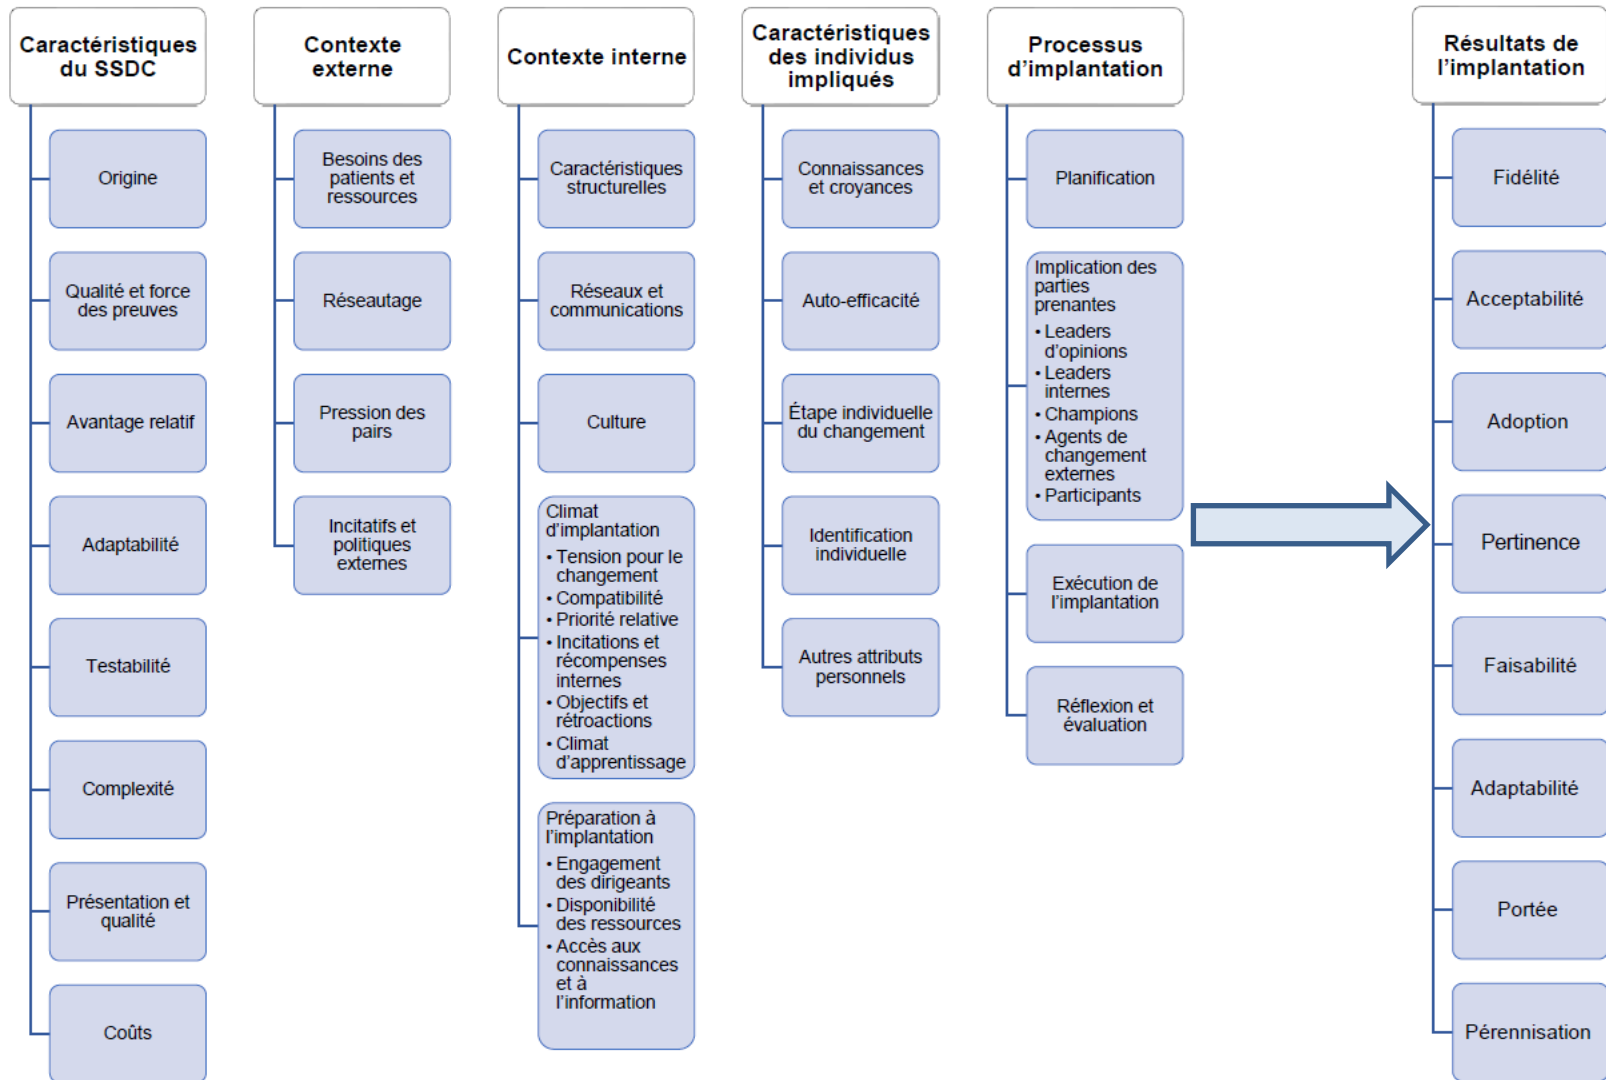 Caractéristiques
du SSDC
Origine
Qualité et force
des preuves
Avantage relatif
Adaptabilité
Testabilité
Complexité
Présentation et
qualité
Coûts
Contexte
externe
Besoins des
patients et
ressources
Réseautage
Pression des
pairs
Incitatifs et
politiques
externes
Contexte interne
Caractéristiques
structurelles
Réseaux et
communications
Culture
Climat
d’implantation
• Tension pour le
changement
• Compatibilité
• Priorité relative
• Incitations et
récompenses
internes
• Objectifs et
rétroactions
• Climat
d’apprentissage
Préparation à
l’implantation
• Engagement
des dirigeants
• Disponibilité
des ressources
• Accès aux
connaissances
et à
l’information
Caractéristiques
des individus
impliqués
Connaissances
et croyances
Auto-efficacité
Étape individuelle
du changement
Identification
individuelle
Autres attributs
personnels
Processus
d’implantation
Planification
Implication des
parties
prenantes
• Leaders
d’opinions
• Leaders
internes
• Champions
• Agents de
changement
externes
• Participants
Exécution de
l’implantation
Réflexion et
évaluation
Résultats de
l’implantation
Fidélité
Acceptabilité
Adoption
Pertinence
Faisabilité
Adaptabilité
Portée
Pérennisation